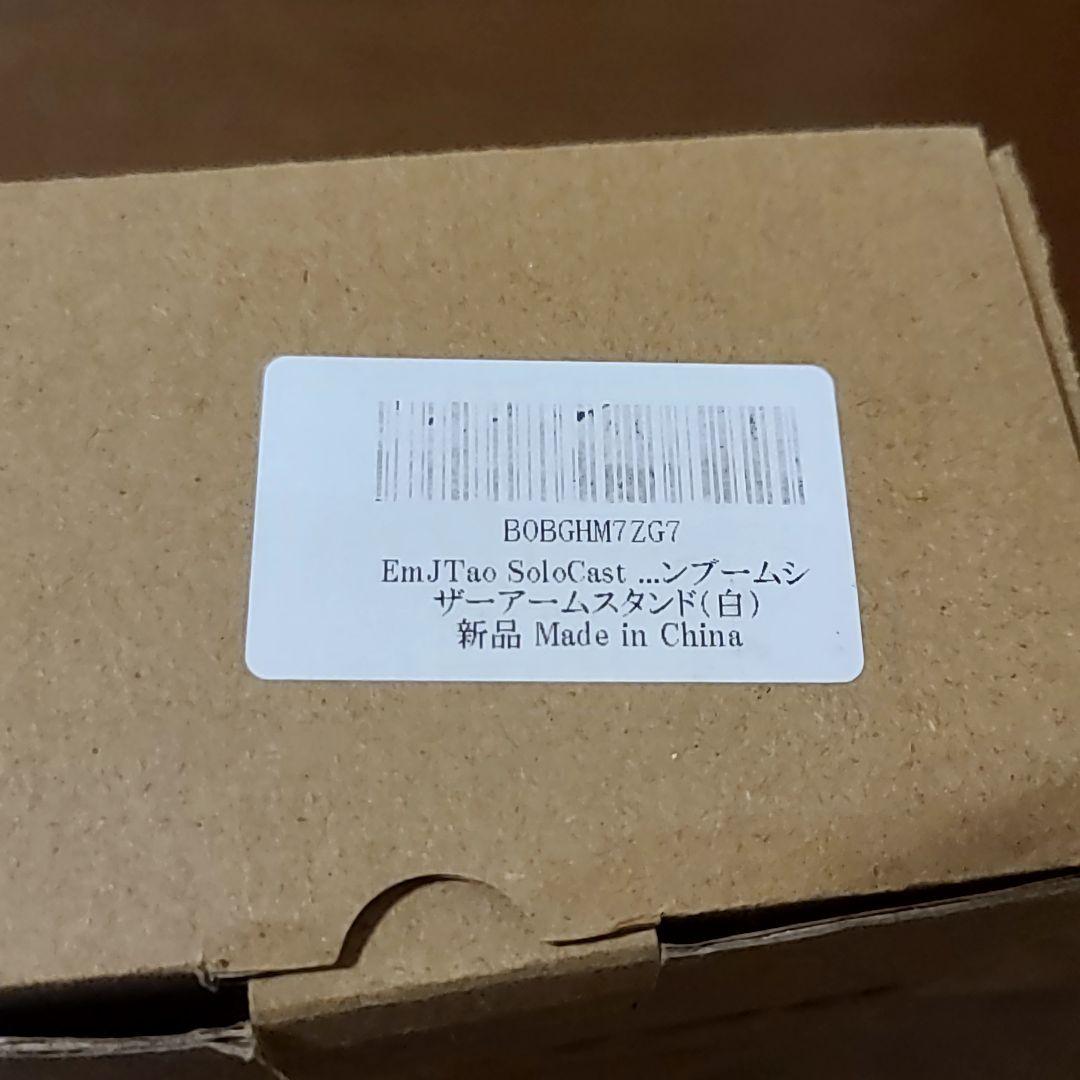 B0BGHM7ZG7
EmJTao SoloCast ...ンブームシ
ザーアームスタンド(白)
新品 Made in China